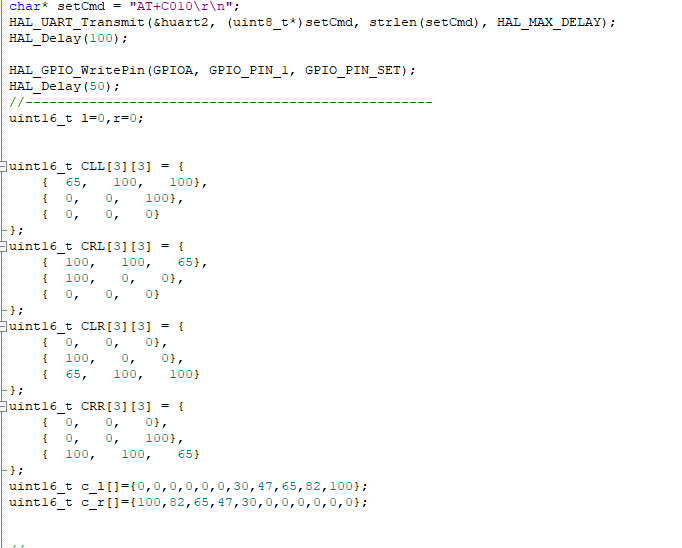 char* setCmd = "AT+C010\r\n";
HAL_UART_Transmit(&huart2, (uint8_t*)setCmd, strlen(setCmd), HAL_MAX_DELAY);
HAL_Delay(100);
HAL_GPIO_WritePin(GPIOA, GPIO_PIN_1, GPIO_PIN_SET);
HAL_Delay(50);
//---------------------------------------------------
uint16_t l=0,r=0;
uint16_t CLL[3][3] = {
{ 65, 100, 100},
{ 0, 0, 100},
{ 0, 0, 0}
};
uint16_t CRL[3][3] = {
{ 100, 100, 65},
{ 100, 0, 0},
{ 0, 0, 0}
};
uint16_t CLR[3][3] = {
{ 0, 0, 0},
{ 100, 0, 0},
{ 65, 100, 100}
};
uint16_t CRR[3][3] = {
{ 0, 0, 0},
{ 0, 0, 100},
{ 100, 100, 65}
};
uint16_t c_l[]={0,0,0,0,0,0,30,47,65,82,100};
uint16_t c_r[]={100,82,65,47,30,0,0,0,0,0,0};